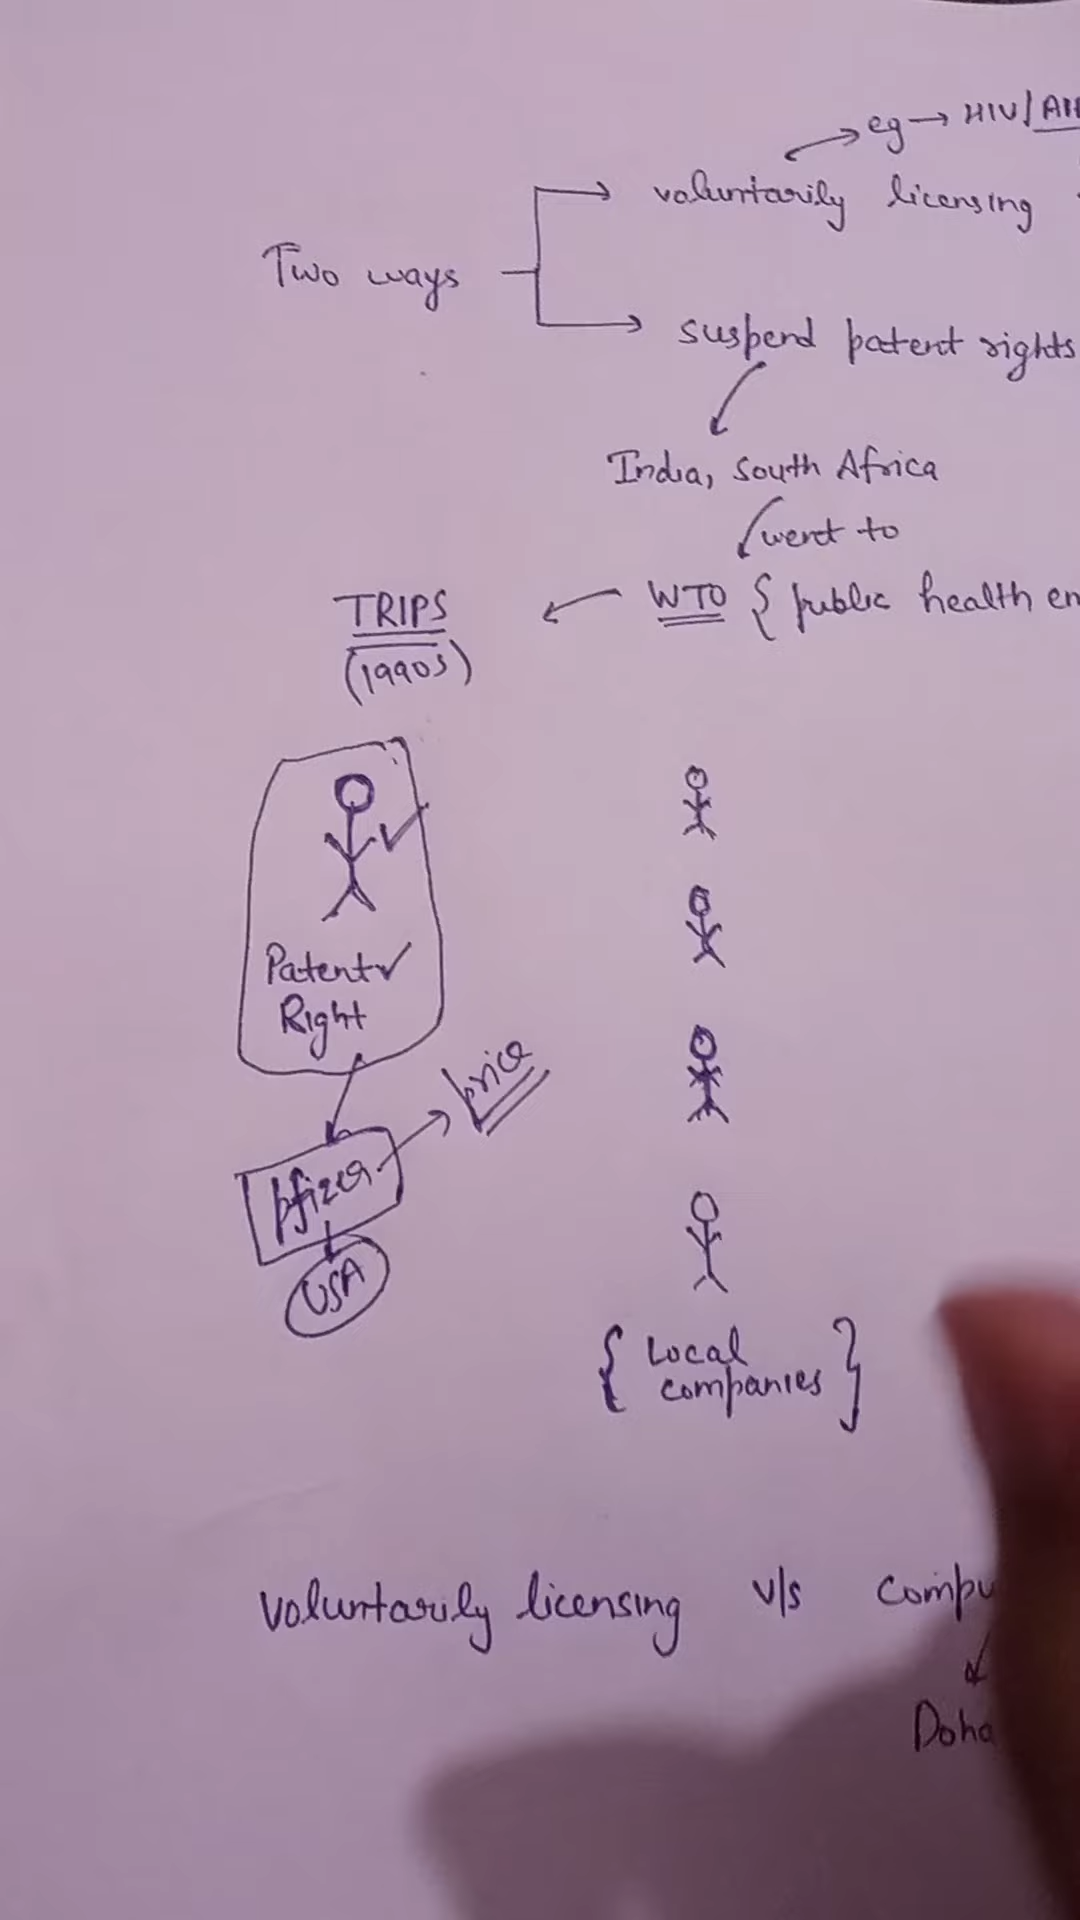 eg → HIV/
voluntarily licensing
Two ways
suspend patent rights
India, South Africa
went to
WTO { public health
TRIPS
(1990s)
Patent ✓
Right
price
pfizer
USA
{ Local
companies }
voluntarily licensing v/s